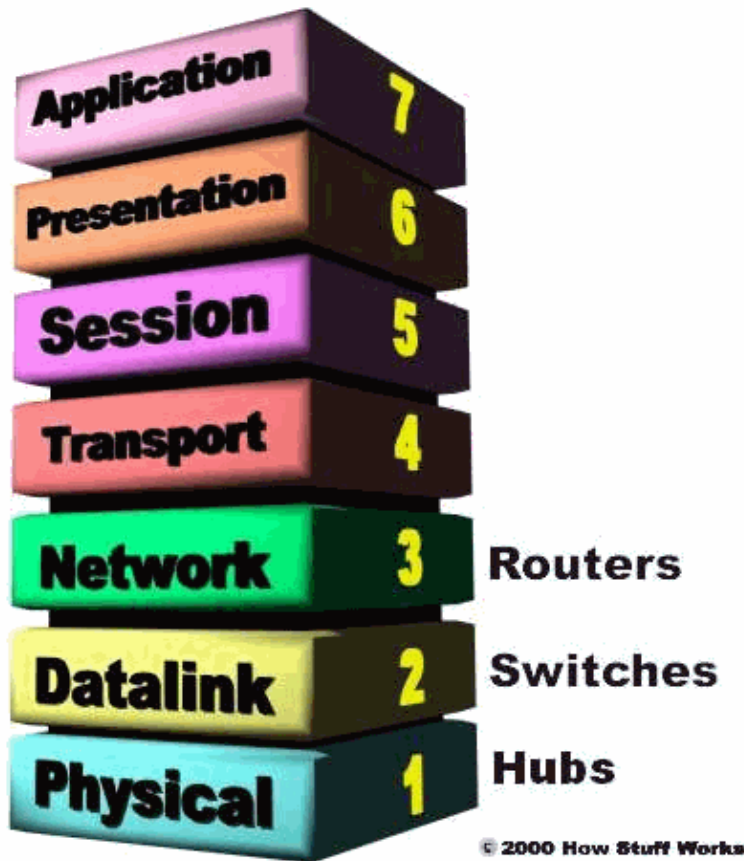 Application 7
Presentation 6
Session 5
Transport 4
Network 3 Routers
Datalink 2 Switches
Physical 1 Hubs
© 2000 How Stuff Works